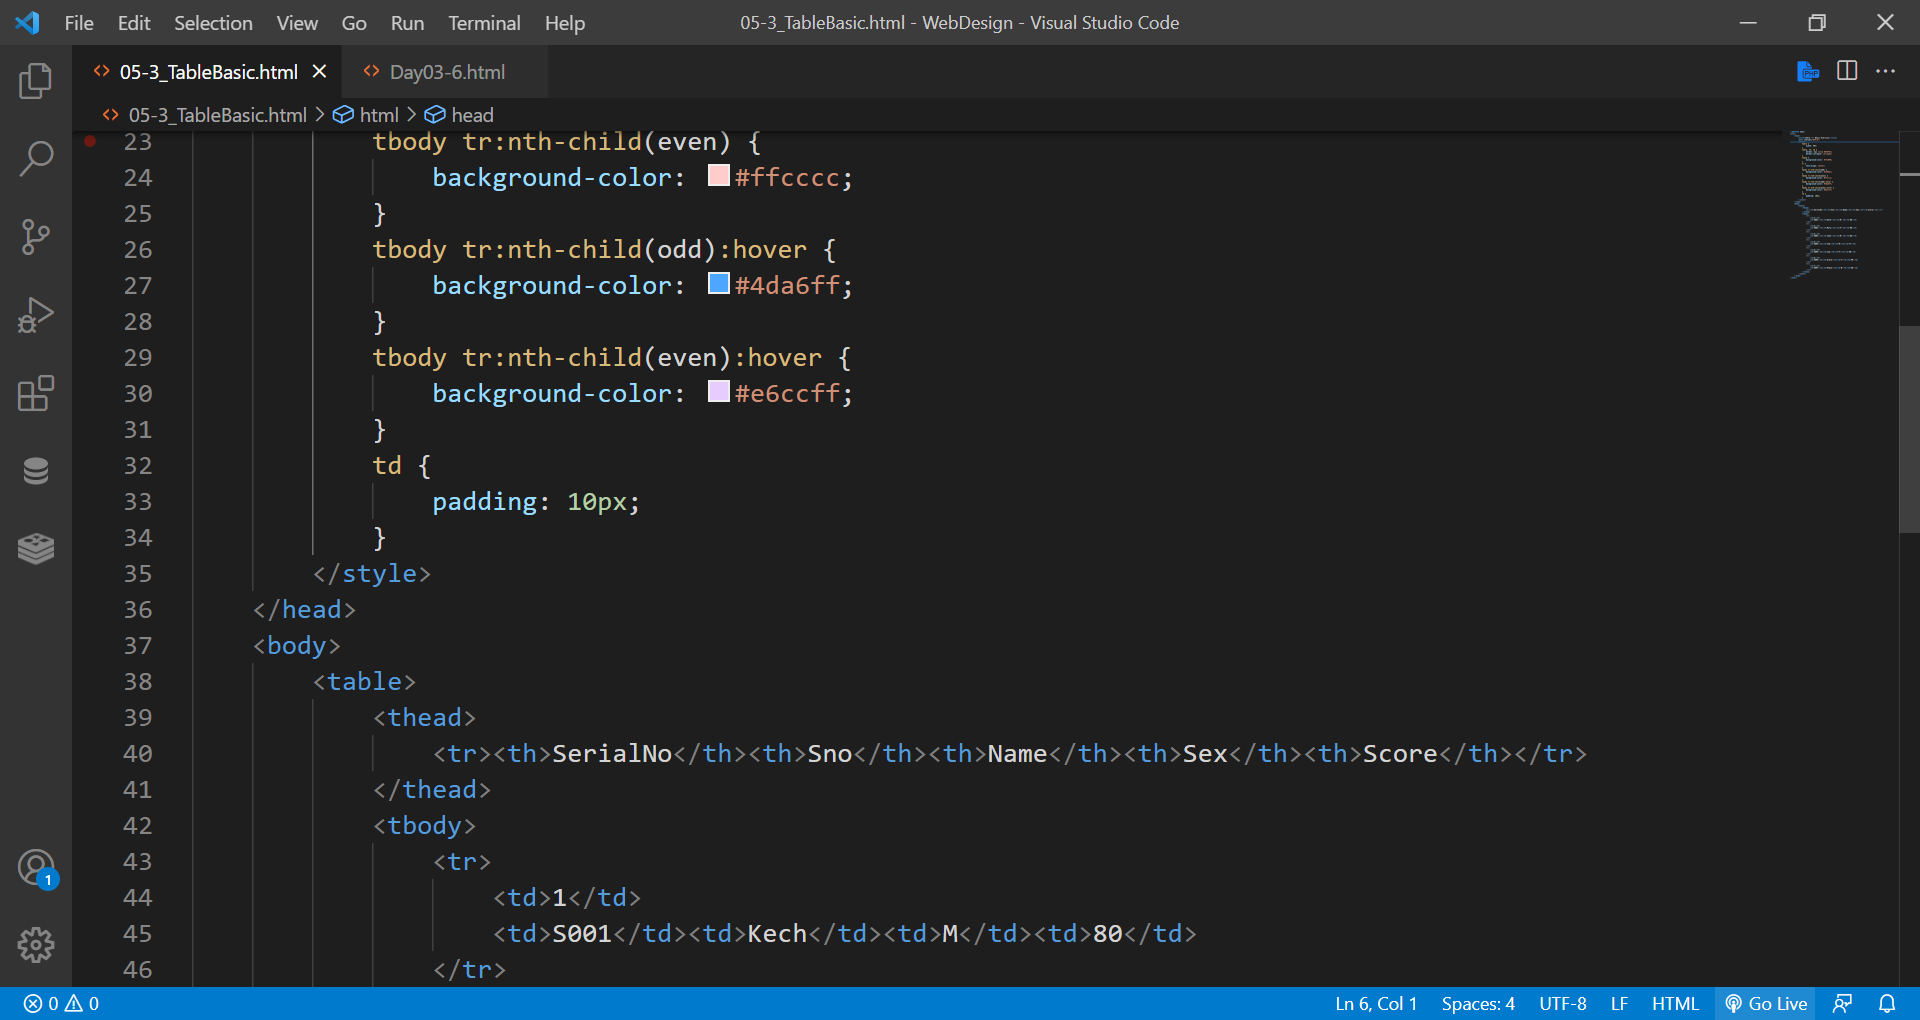 File Edit Selection View Go Run Terminal Help 05-3_TableBasic.html - WebDesign - Visual Studio Code
05-3_TableBasic.html Day03-6.html
05-3_TableBasic.html > html > head
23 tbody tr:nth-child(even) {
24 background-color: #ffcccc;
25 }
26 tbody tr:nth-child(odd):hover {
27 background-color: #4da6ff;
28 }
29 tbody tr:nth-child(even):hover {
30 background-color: #e6ccff;
31 }
32 td {
33 padding: 10px;
34 }
35 </style>
36 </head>
37 <body>
38 <table>
39 <thead>
40 <tr><th>SerialNo</th><th>Sno</th><th>Name</th><th>Sex</th><th>Score</th></tr>
41 </thead>
42 <tbody>
43 <tr>
44 <td>1</td>
45 <td>S001</td><td>Kech</td><td>M</td><td>80</td>
46 </tr>
1
0 0 Ln 6, Col 1 Spaces: 4 UTF-8 LF HTML Go Live